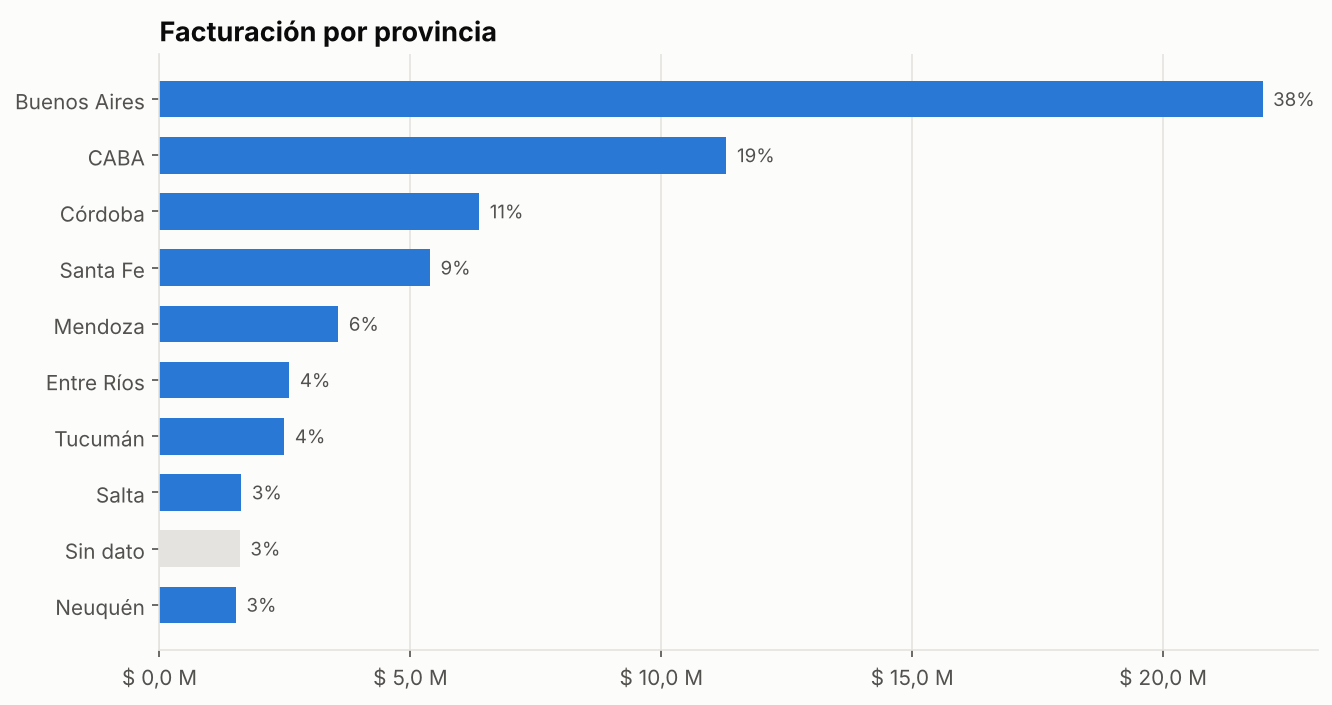 Facturación por provincia
Buenos Aires 38%
CABA 19%
Córdoba 11%
Santa Fe 9%
Mendoza 6%
Entre Ríos 4%
Tucumán 4%
Salta 3%
Sin dato 3%
Neuquén 3%
$ 0,0 M $ 5,0 M $ 10,0 M $ 15,0 M $ 20,0 M